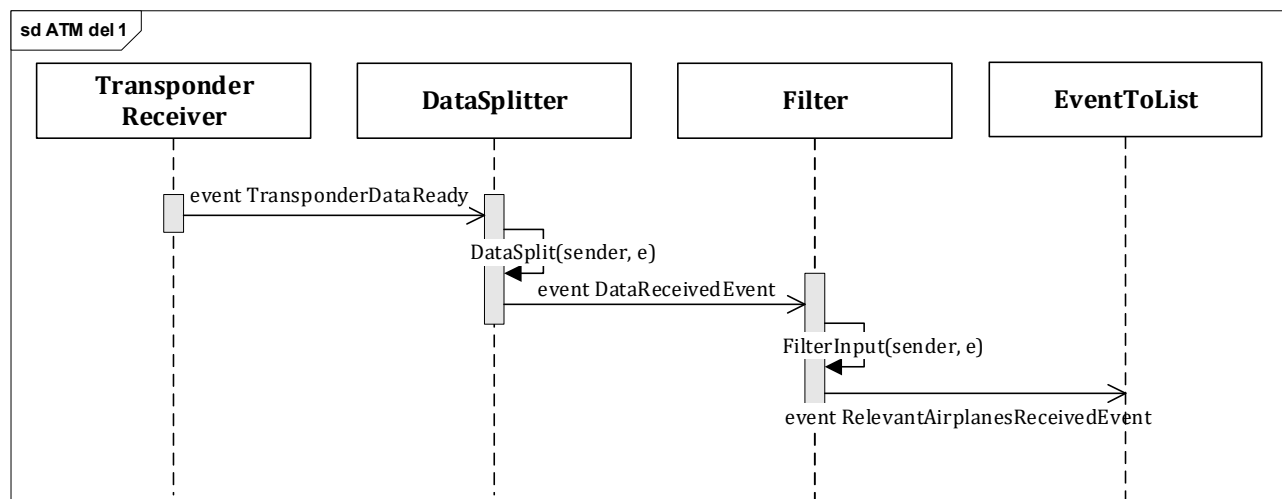 sd ATM del 1
Transponder
Receiver
DataSplitter
Filter
EventToList
event TransponderDataReady
DataSplit(sender, e)
event DataReceivedEvent
FilterInput(sender, e)
event RelevantAirplanesReceivedEvent